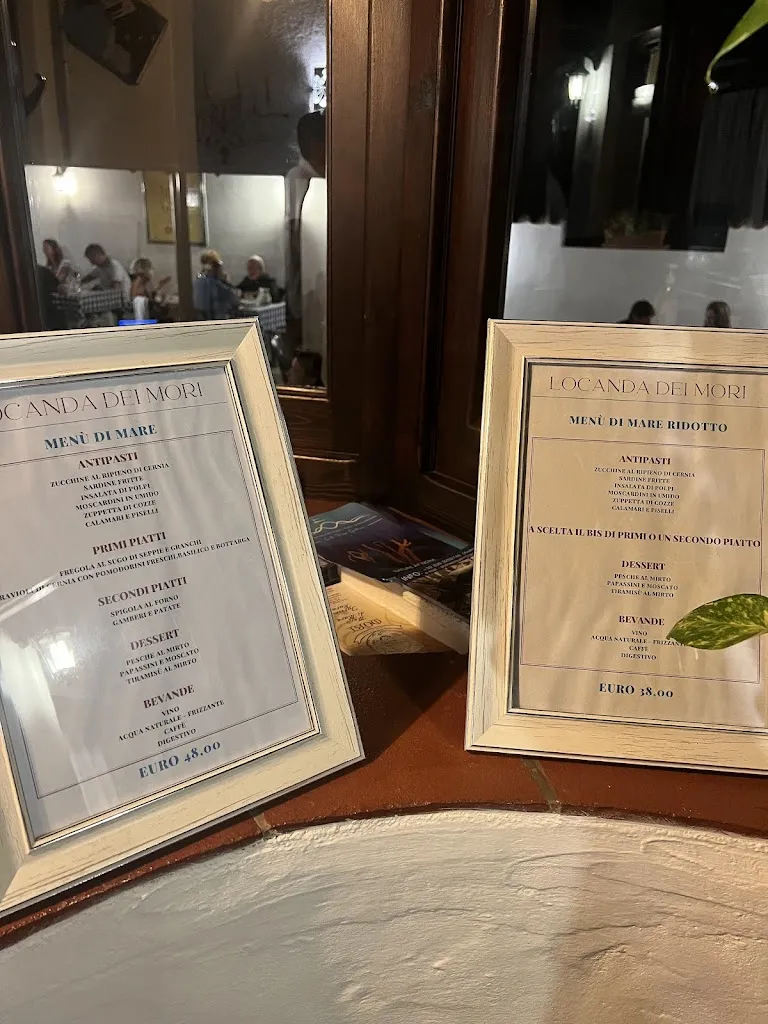 OCANDA DEI MORI
MENÙ DI MARE
ANTIPASTI
ZUCCHINE AL RIPIENO DI CERNIA
SARDINE FRITTE
INSALATA DI POLPI
MOSCARDINI IN UMIDO
ZUPPETTA DI COZZE
CALAMARI E PISELLI
PRIMI PIATTI
FREGOLA AL SUGO DI SEPPIE E GRANSCHI
RAVIOLI DI CERNIA CON POMODORINI FRESCHI, BASILICO E BOTTARGA
SECONDI PIATTI
SPIGOLA AL FORNO
GAMBERI E PATATE
DESSERT
PESCHE AL MIRTO
PAPASSINI E MOSCATO
TIRAMISÙ AL MIRTO
BEVANDE
VINO
ACQUA NATURALE - FRIZZANTE
CAFFÈ
DIGESTIVO
EURO 48,00
LOCANDA DEI MORI
MENÙ DI MARE RIDOTTO
ANTIPASTI
ZUCCHINE AL RIPIENO DI CERNIA
SARDINE FRITTE
INSALATA DI POLPI
MOSCARDINI IN UMIDO
ZUPPETTA DI COZZE
CALAMARI E PISELLI
A SCELTA IL BIS DI PRIMI O UN SECONDO PIATTO
DESSERT
PESCHE AL MIRTO
PAPASSINI E MOSCATO
TIRAMISÙ AL MIRTO
BEVANDE
VINO
ACQUA NATURALE - FRIZZANTE
CAFFÈ
DIGESTIVO
EURO 38,00